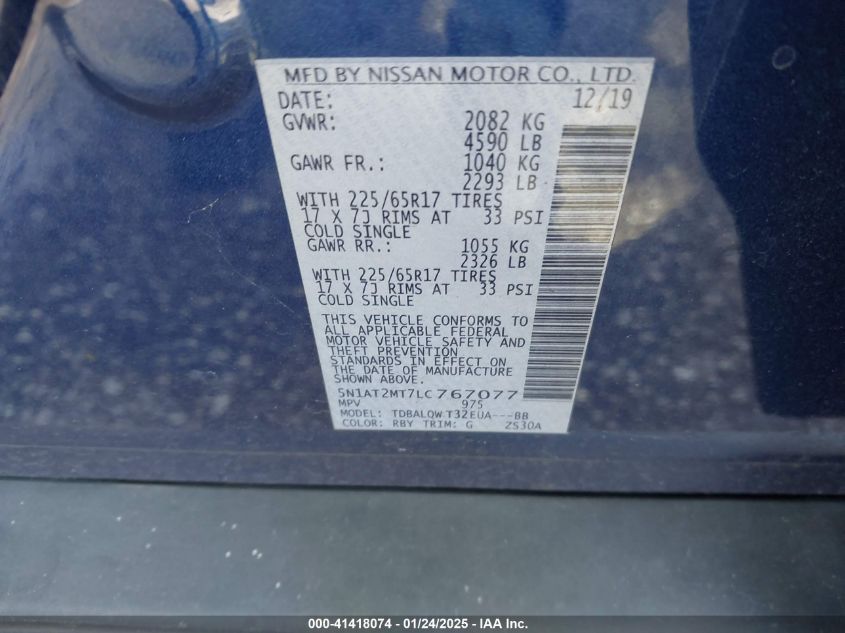 MFD BY NISSAN MOTOR CO., LTD.
DATE: 12/19
GVWR: 2082 KG
4590 LB
GAWR FR.: 1040 KG
2293 LB
WITH 225/65R17 TIRES
17 X 7J RIMS AT 33 PSI
COLD SINGLE
GAWR RR.: 1055 KG
2326 LB
WITH 225/65R17 TIRES
17 X 7J RIMS AT 33 PSI
COLD SINGLE
THIS VEHICLE CONFORMS TO
ALL APPLICABLE FEDERAL
MOTOR VEHICLE SAFETY AND
THEFT PREVENTION
STANDARDS IN EFFECT ON
THE DATE OF MANUFACTURE
SHOWN ABOVE.
5N1AT2MT7LC767077
MPV 975
MODEL: TDBALQW T32EUA---BB
COLOR: RBY TRIM: G 2S30A
000-41418074 - 01/24/2025 - IAA Inc.